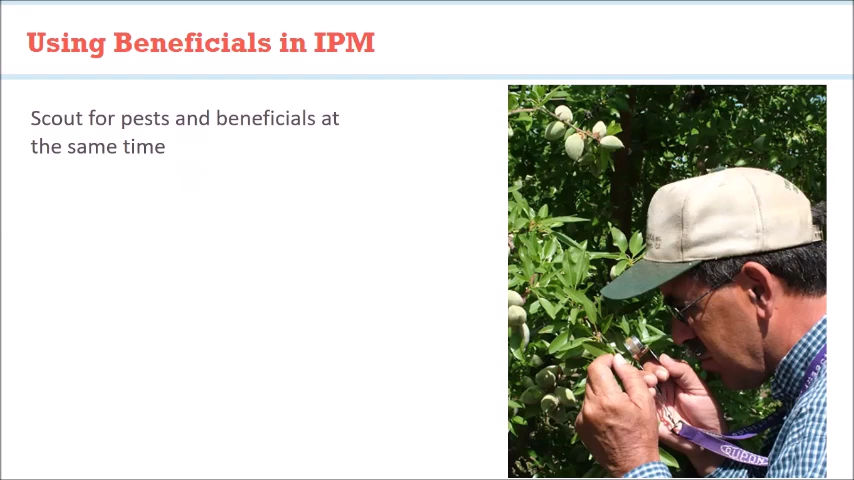 Using Beneficials in IPM
Scout for pests and beneficials at
the same time